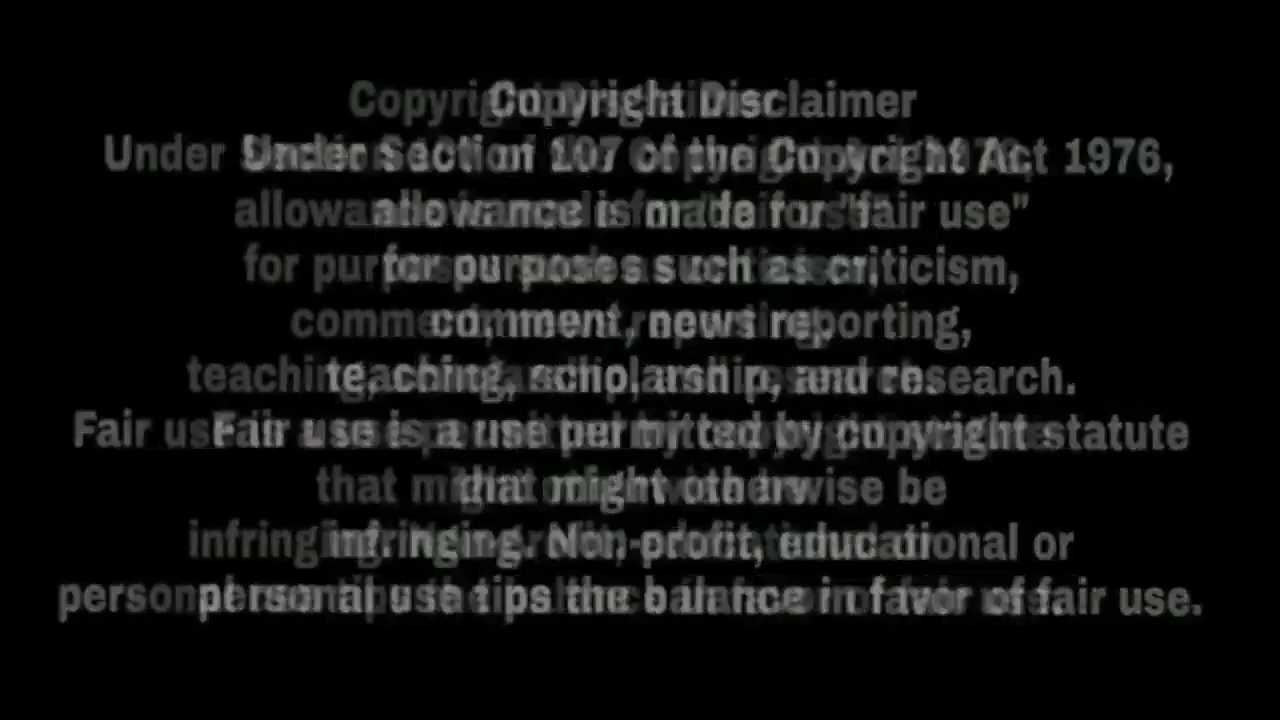 Copyright Disclaimer
Under Section 107 of the Copyright Act 1976,
allowance is made for "fair use"
for purposes such as criticism,
comment, news reporting,
teaching, scholarship, and research.
Fair use is a use permitted by copyright statute
that might otherwise be
infringing. Non-profit, educational or
personal use tips the balance in favor of fair use.